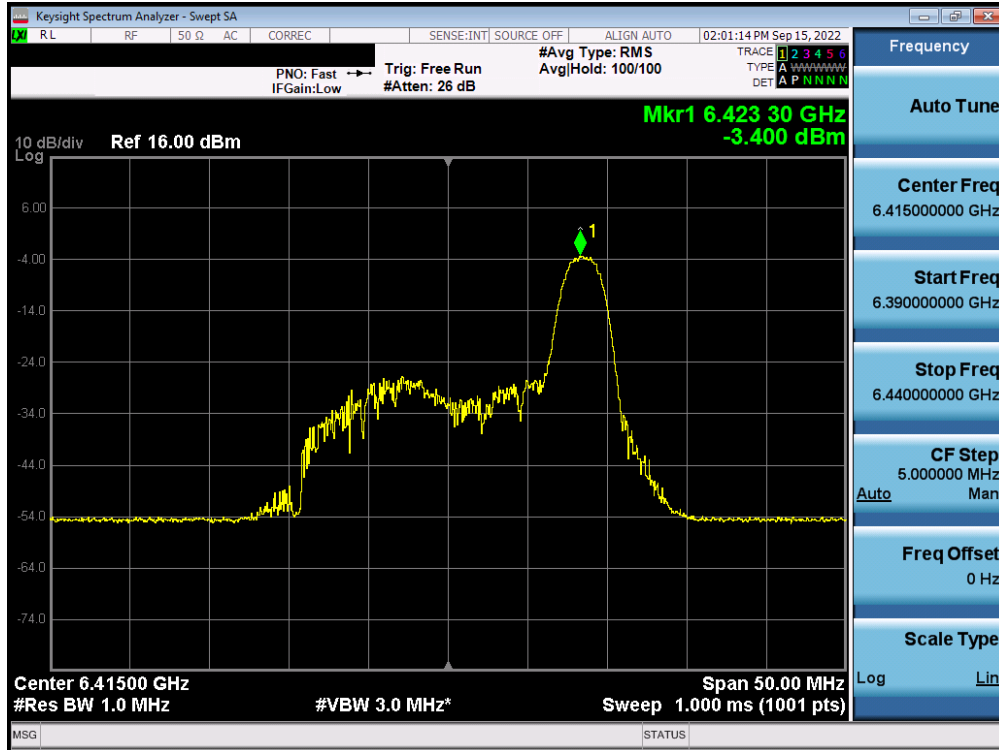 Keysight Spectrum Analyzer - Swept SA
LXI RL RF 50 Ω AC CORREC SENSE:INT SOURCE OFF ALIGN AUTO 02:01:14 PM Sep 15, 2022
PNO: Fast Trig: Free Run #Avg Type: RMS TRACE 1 2 3 4 5 6
IFGain:Low #Atten: 26 dB Avg|Hold: 100/100 TYPE A WWWWW
DET A P N N N N
Mkr1 6.423 30 GHz
-3.400 dBm
10 dB/div Ref 16.00 dBm
Log
6.00
1
-4.00
-14.0
-24.0
-34.0
-44.0
-54.0
-64.0
-74.0
Center 6.41500 GHz Span 50.00 MHz
#Res BW 1.0 MHz #VBW 3.0 MHz* Sweep 1.000 ms (1001 pts)
MSG STATUS
Frequency
Auto Tune
Center Freq
6.415000000 GHz
Start Freq
6.390000000 GHz
Stop Freq
6.440000000 GHz
CF Step
5.000000 MHz
Auto Man
Freq Offset
0 Hz
Scale Type
Log Lin